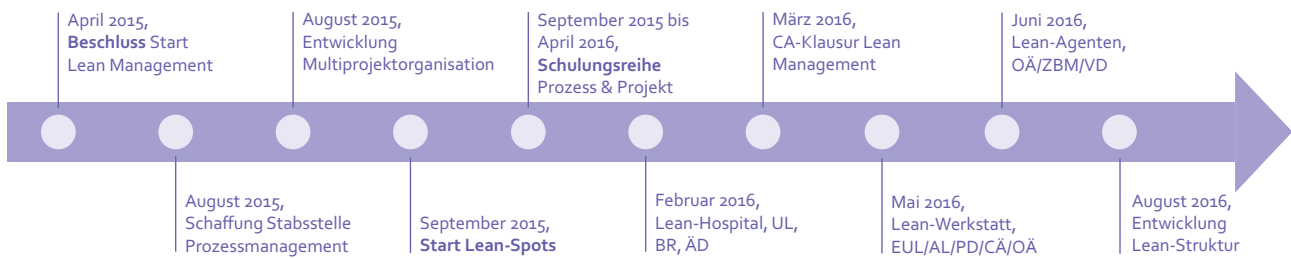 April 2015,
Beschluss Start
Lean Management
August 2015,
Schaffung Stabsstelle
Prozessmanagement
August 2015,
Entwicklung
Multiprojektorganisation
September 2015,
Start Lean-Spots
September 2015 bis
April 2016,
Schulungsreihe
Prozess & Projekt
Februar 2016,
Lean-Hospital, UL,
BR, ÄD
März 2016,
CA-Klausur Lean
Management
Mai 2016,
Lean-Werkstatt,
EUL/AL/PD/CÄ/OÄ
Juni 2016,
Lean-Agenten,
OÄ/ZBM/VD
August 2016,
Entwicklung
Lean-Struktur